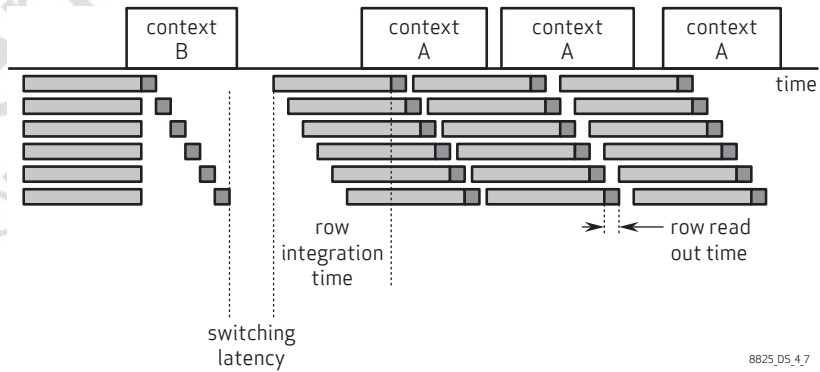 context
B
context
A
context
A
context
A
time
row
integration
time
row read
out time
switching
latency
8825_DS_4_7